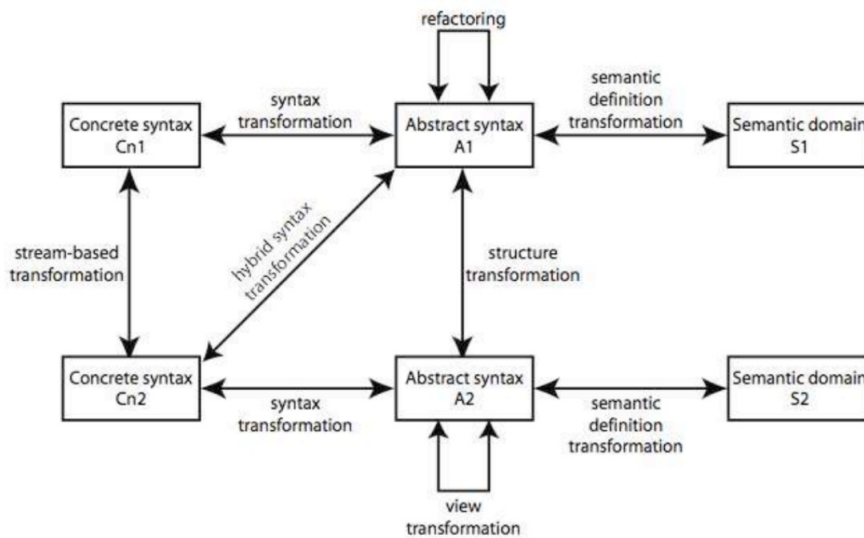 refactoring
syntax
transformation
semantic
definition
transformation
Concrete syntax
Cn1
Abstract syntax
A1
Semantic domain
S1
stream-based
transformation
hybrid syntax
transformation
structure
transformation
Concrete syntax
Cn2
Abstract syntax
A2
Semantic domain
S2
syntax
transformation
semantic
definition
transformation
view
transformation